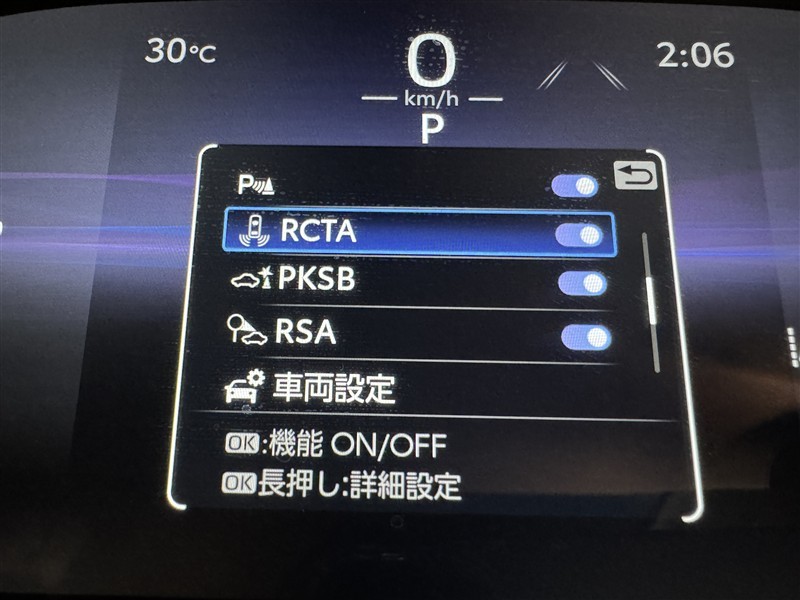 30℃
0
2:06
km/h
P
P
RCTA
PKSB
RSA
車両設定
OK:機能 ON/OFF
OK長押し:詳細設定